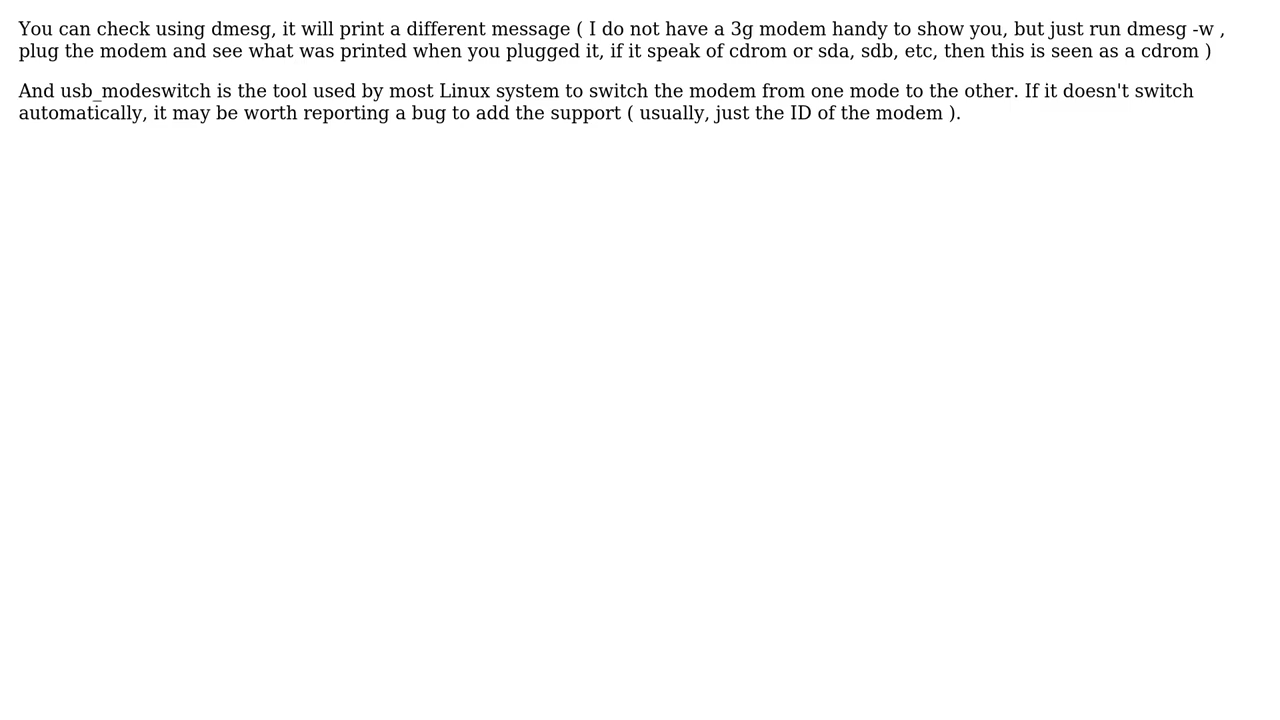 You can check using dmesg, it will print a different message ( I do not have a 3g modem handy to show you, but just run dmesg -w ,
plug the modem and see what was printed when you plugged it, if it speak of cdrom or sda, sdb, etc, then this is seen as a cdrom )
And usb_modeswitch is the tool used by most Linux system to switch the modem from one mode to the other. If it doesn't switch
automatically, it may be worth reporting a bug to add the support ( usually, just the ID of the modem ).